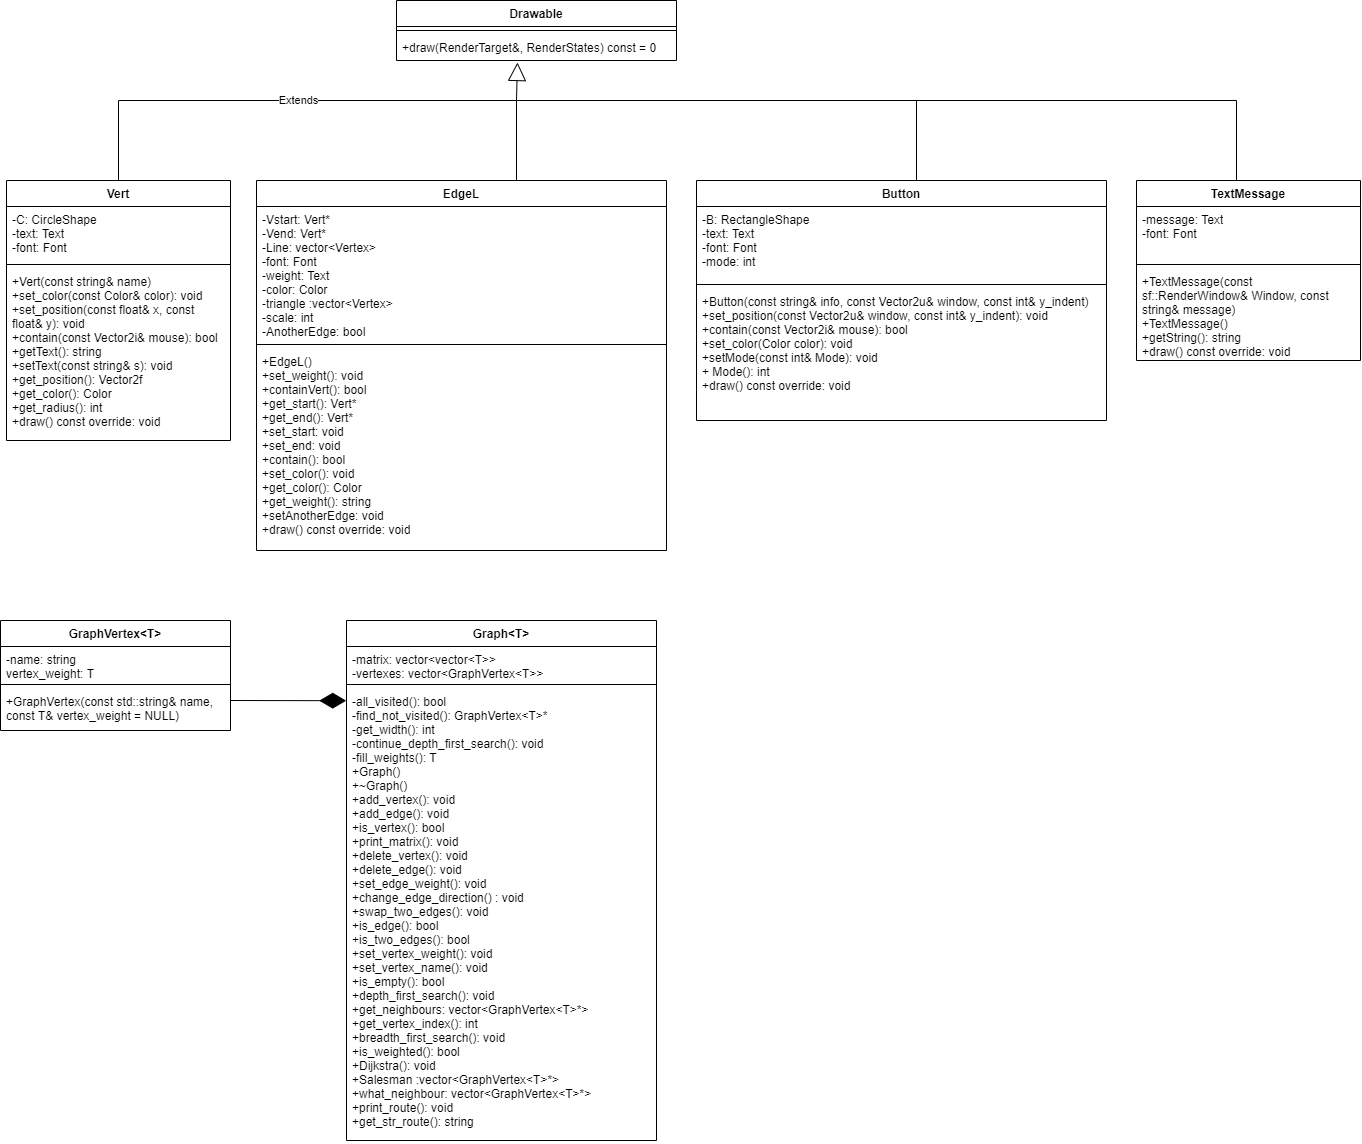 Drawable
+draw(RenderTarget&, RenderStates) const = 0
Extends
Vert
-C: CircleShape
-text: Text
-font: Font
+Vert(const string& name)
+set_color(const Color& color): void
+set_position(const float& x, const
float& y): void
+contain(const Vector2i& mouse): bool
+getText(): string
+setText(const string& s): void
+get_position(): Vector2f
+get_color(): Color
+get_radius(): int
+draw() const override: void
EdgeL
-Vstart: Vert*
-Vend: Vert*
-Line: vector<Vertex>
-font: Font
-weight: Text
-color: Color
-triangle :vector<Vertex>
-scale: int
-AnotherEdge: bool
+EdgeL()
+set_weight(): void
+containVert(): bool
+get_start(): Vert*
+get_end(): Vert*
+set_start: void
+set_end: void
+contain(): bool
+set_color(): void
+get_color(): Color
+get_weight(): string
+setAnotherEdge: void
+draw() const override: void
Button
-B: RectangleShape
-text: Text
-font: Font
-mode: int
+Button(const string& info, const Vector2u& window, const int& y_indent)
+set_position(const Vector2u& window, const int& y_indent): void
+contain(const Vector2i& mouse): bool
+set_color(Color color): void
+setMode(const int& Mode): void
+ Mode(): int
+draw() const override: void
TextMessage
-message: Text
-font: Font
+TextMessage(const
sf::RenderWindow& Window, const
string& message)
+TextMessage()
+getString(): string
+draw() const override: void
GraphVertex<T>
-name: string
vertex_weight: T
+GraphVertex(const std::string& name,
const T& vertex_weight = NULL)
Graph<T>
-matrix: vector<vector<T>>
-vertexes: vector<GraphVertex<T>>
-all_visited(): bool
-find_not_visited(): GraphVertex<T>*
-get_width(): int
-continue_depth_first_search(): void
-fill_weights(): T
+Graph()
+~Graph()
+add_vertex(): void
+add_edge(): void
+is_vertex(): bool
+print_matrix(): void
+delete_vertex(): void
+delete_edge(): void
+set_edge_weight(): void
+change_edge_direction() : void
+swap_two_edges(): void
+is_edge(): bool
+is_two_edges(): bool
+set_vertex_weight(): void
+set_vertex_name(): void
+is_empty(): bool
+depth_first_search(): void
+get_neighbours: vector<GraphVertex<T>*>
+get_vertex_index(): int
+breadth_first_search(): void
+is_weighted(): bool
+Dijkstra(): void
+Salesman :vector<GraphVertex<T>*>
+what_neighbour: vector<GraphVertex<T>*>
+print_route(): void
+get_str_route(): string